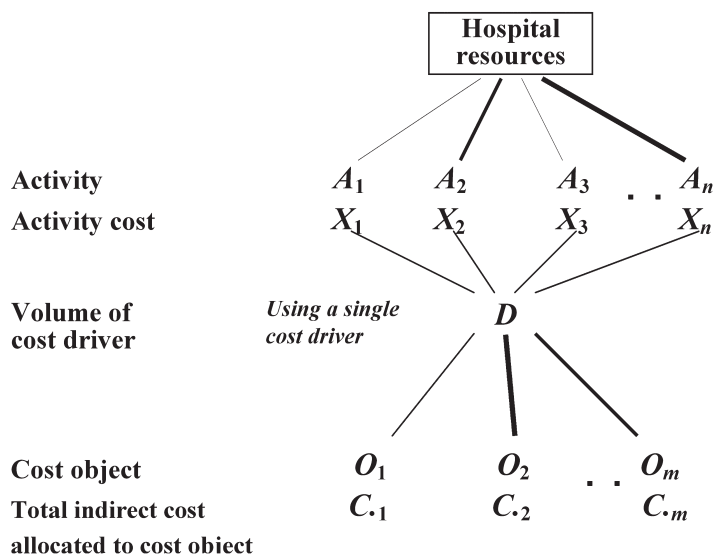 Hospital
resources
Activity A₁ A₂ A₃ . . Aₙ
Activity cost X₁ X₂ X₃ Xₙ
Volume of
cost driver
Using a single
cost driver
D
Cost object O₁ O₂ . . Oₘ
Total indirect cost C.₁ C.₂ C.ₘ
allocated to cost object